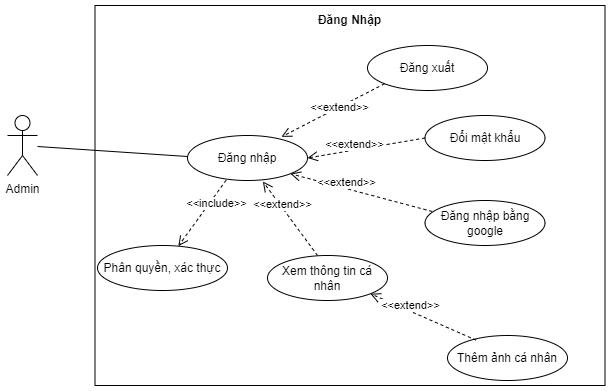 Đăng Nhập
Đăng xuất
<<extend>>
Đổi mật khẩu
<<extend>>
Đăng nhập
Admin
<<extend>>
<<include>>
<<extend>>
Đăng nhập bằng
google
Phân quyền, xác thực
Xem thông tin cá
nhân
<<extend>>
Thêm ảnh cá nhân